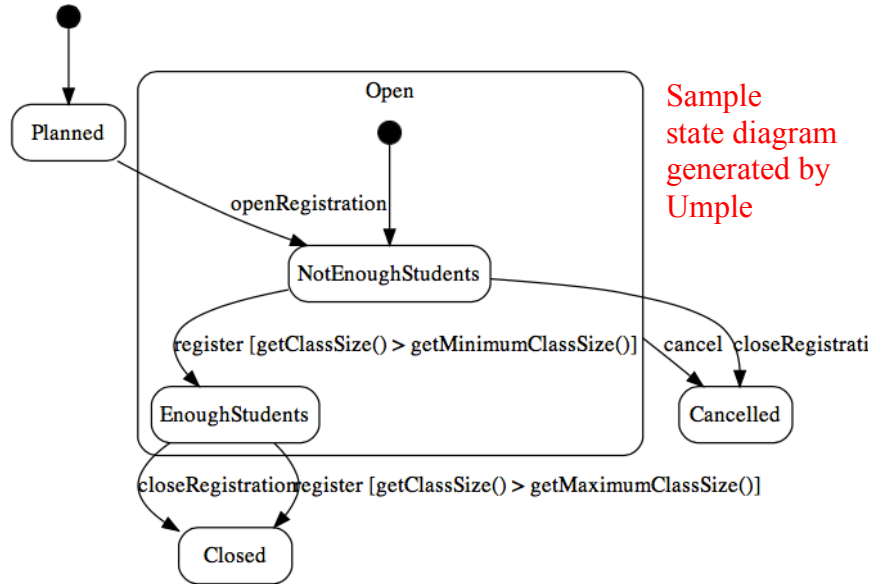 Open
Sample
state diagram
generated by
Umple
Planned
openRegistration
NotEnoughStudents
register [getClassSize() > getMinimumClassSize()]
cancel
closeRegistrati
EnoughStudents
Cancelled
closeRegistration
register [getClassSize() > getMaximumClassSize()]
Closed